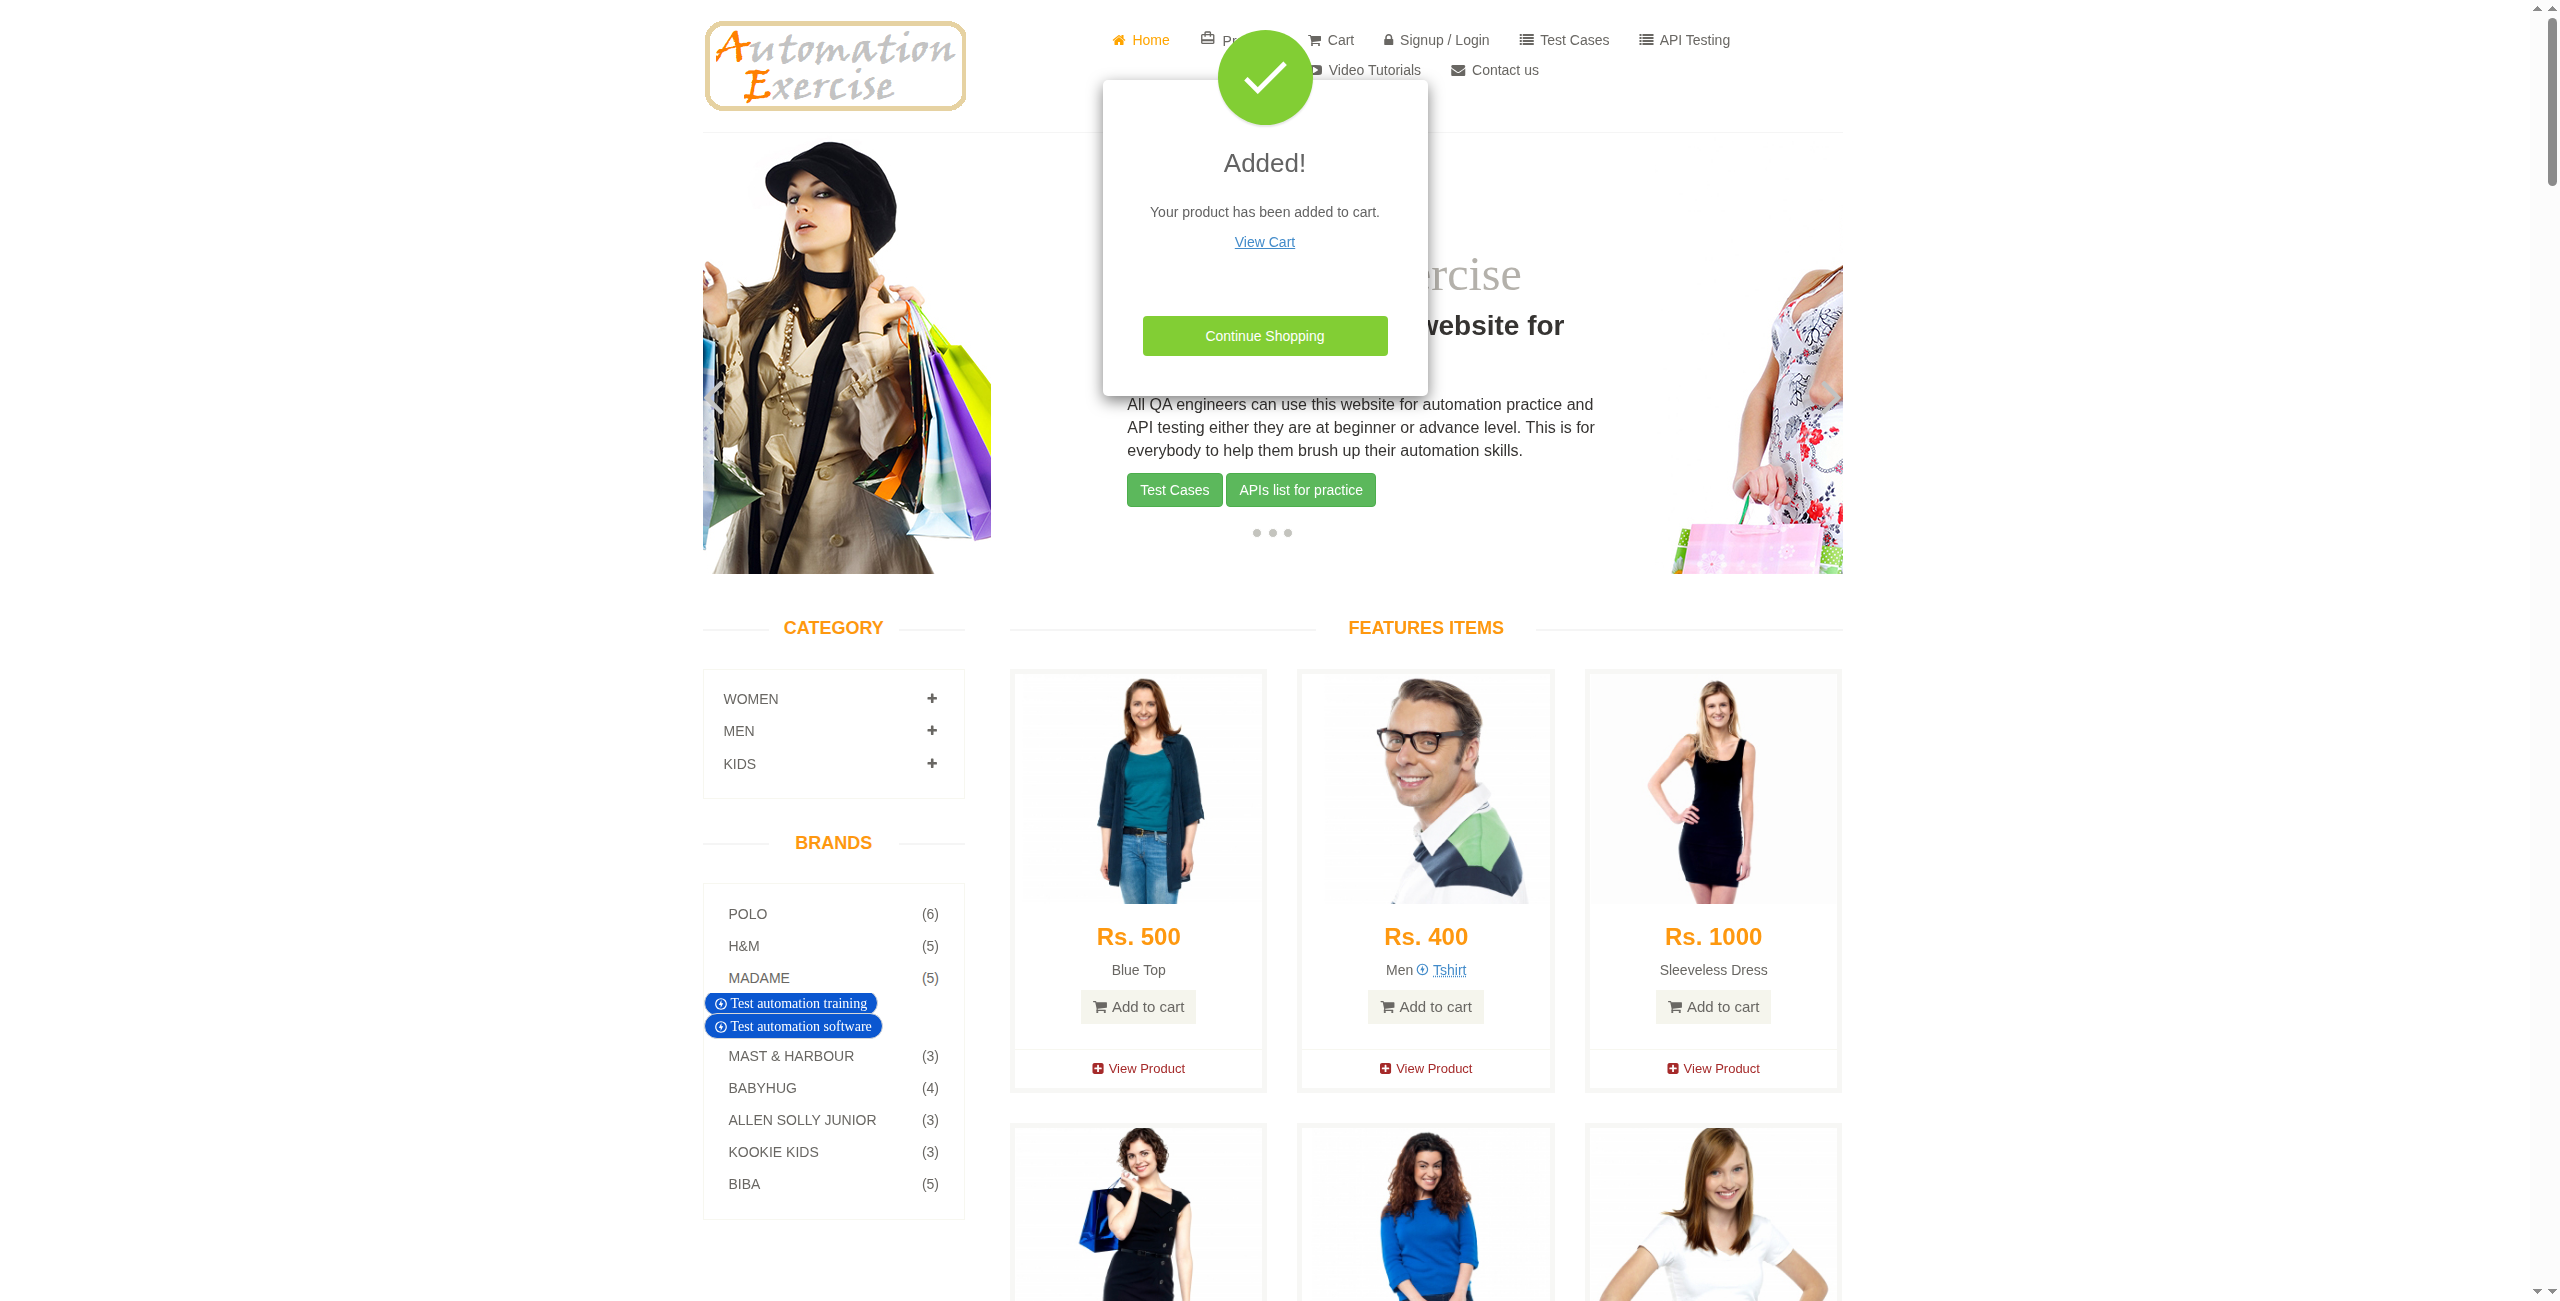 Automation
Exercise
Home
Cart
Signup / Login
Test Cases
API Testing
Video Tutorials
Contact us
Added!
Your product has been added to cart.
View Cart
Continue Shopping
website for
All QA engineers can use this website for automation practice and
API testing either they are at beginner or advance level. This is for
everybody to help them brush up their automation skills.
Test Cases
APIs list for practice
CATEGORY
WOMEN
MEN
KIDS
BRANDS
POLO (6)
H&M (5)
MADAME (5)
Test automation training
Test automation software
MAST & HARBOUR (3)
BABYHUG (4)
ALLEN SOLLY JUNIOR (3)
KOOKIE KIDS (3)
BIBA (5)
FEATURES ITEMS
Rs. 500
Blue Top
Add to cart
View Product
Rs. 400
Men Tshirt
Add to cart
View Product
Rs. 1000
Sleeveless Dress
Add to cart
View Product